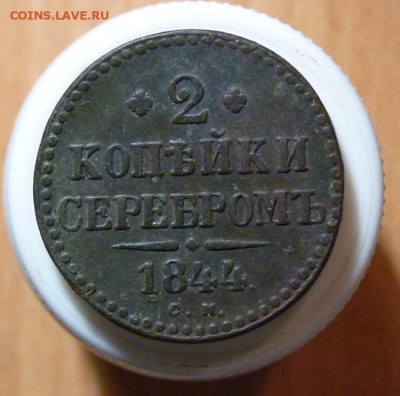 COINS.LAVE.RU
2
КОПѢЙКИ
СЕРЕБРОМЪ
1844.
С.М.